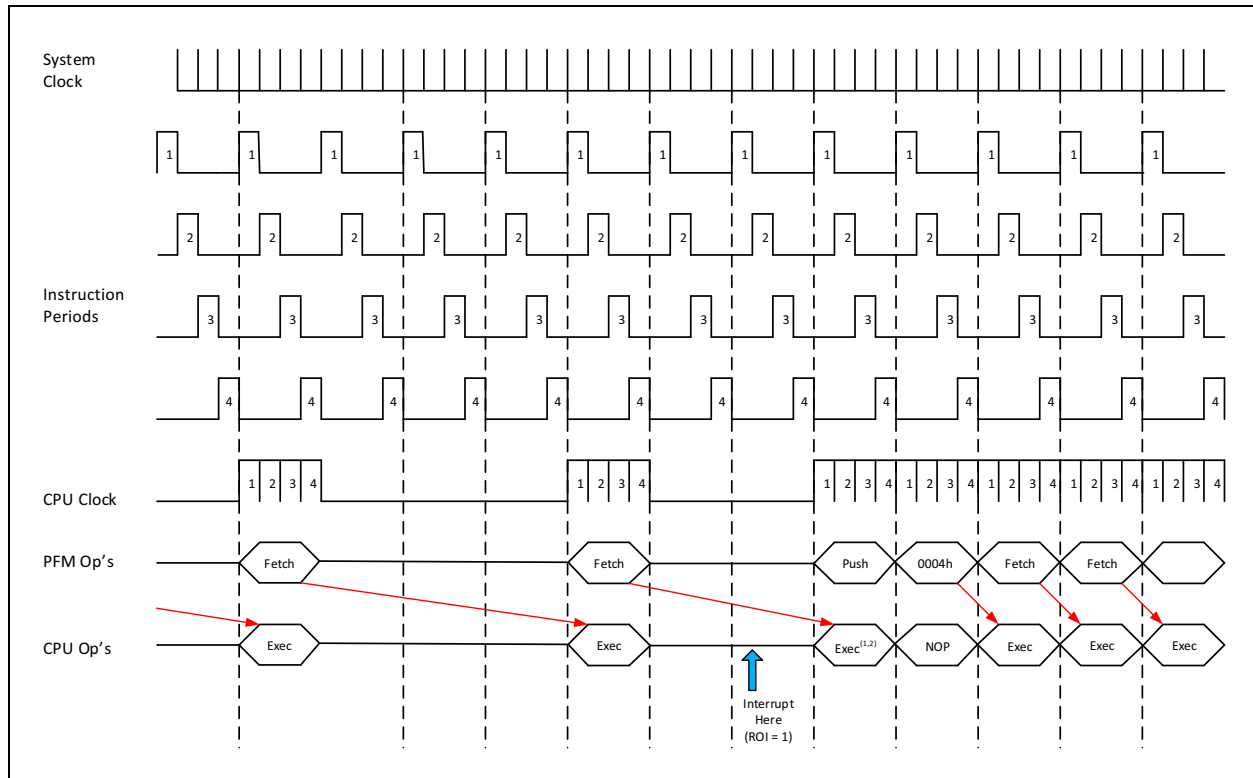 System
Clock
1 1 1 1 1 1 1 1 1 1 1 1 1
2 2 2 2 2 2 2 2 2 2 2 2 2
Instruction
Periods
3 3 3 3 3 3 3 3 3 3 3 3 3
4 4 4 4 4 4 4 4 4 4 4 4 4
CPU Clock
1 2 3 4 1 2 3 4 1 2 3 4 1 2 3 4 1 2 3 4 1 2 3 4 1 2 3 4
PFM Op's
Fetch Fetch Push 0004h Fetch Fetch
CPU Op's
Exec Exec Exec(1,2) NOP Exec Exec Exec
Interrupt
Here
(ROI = 1)